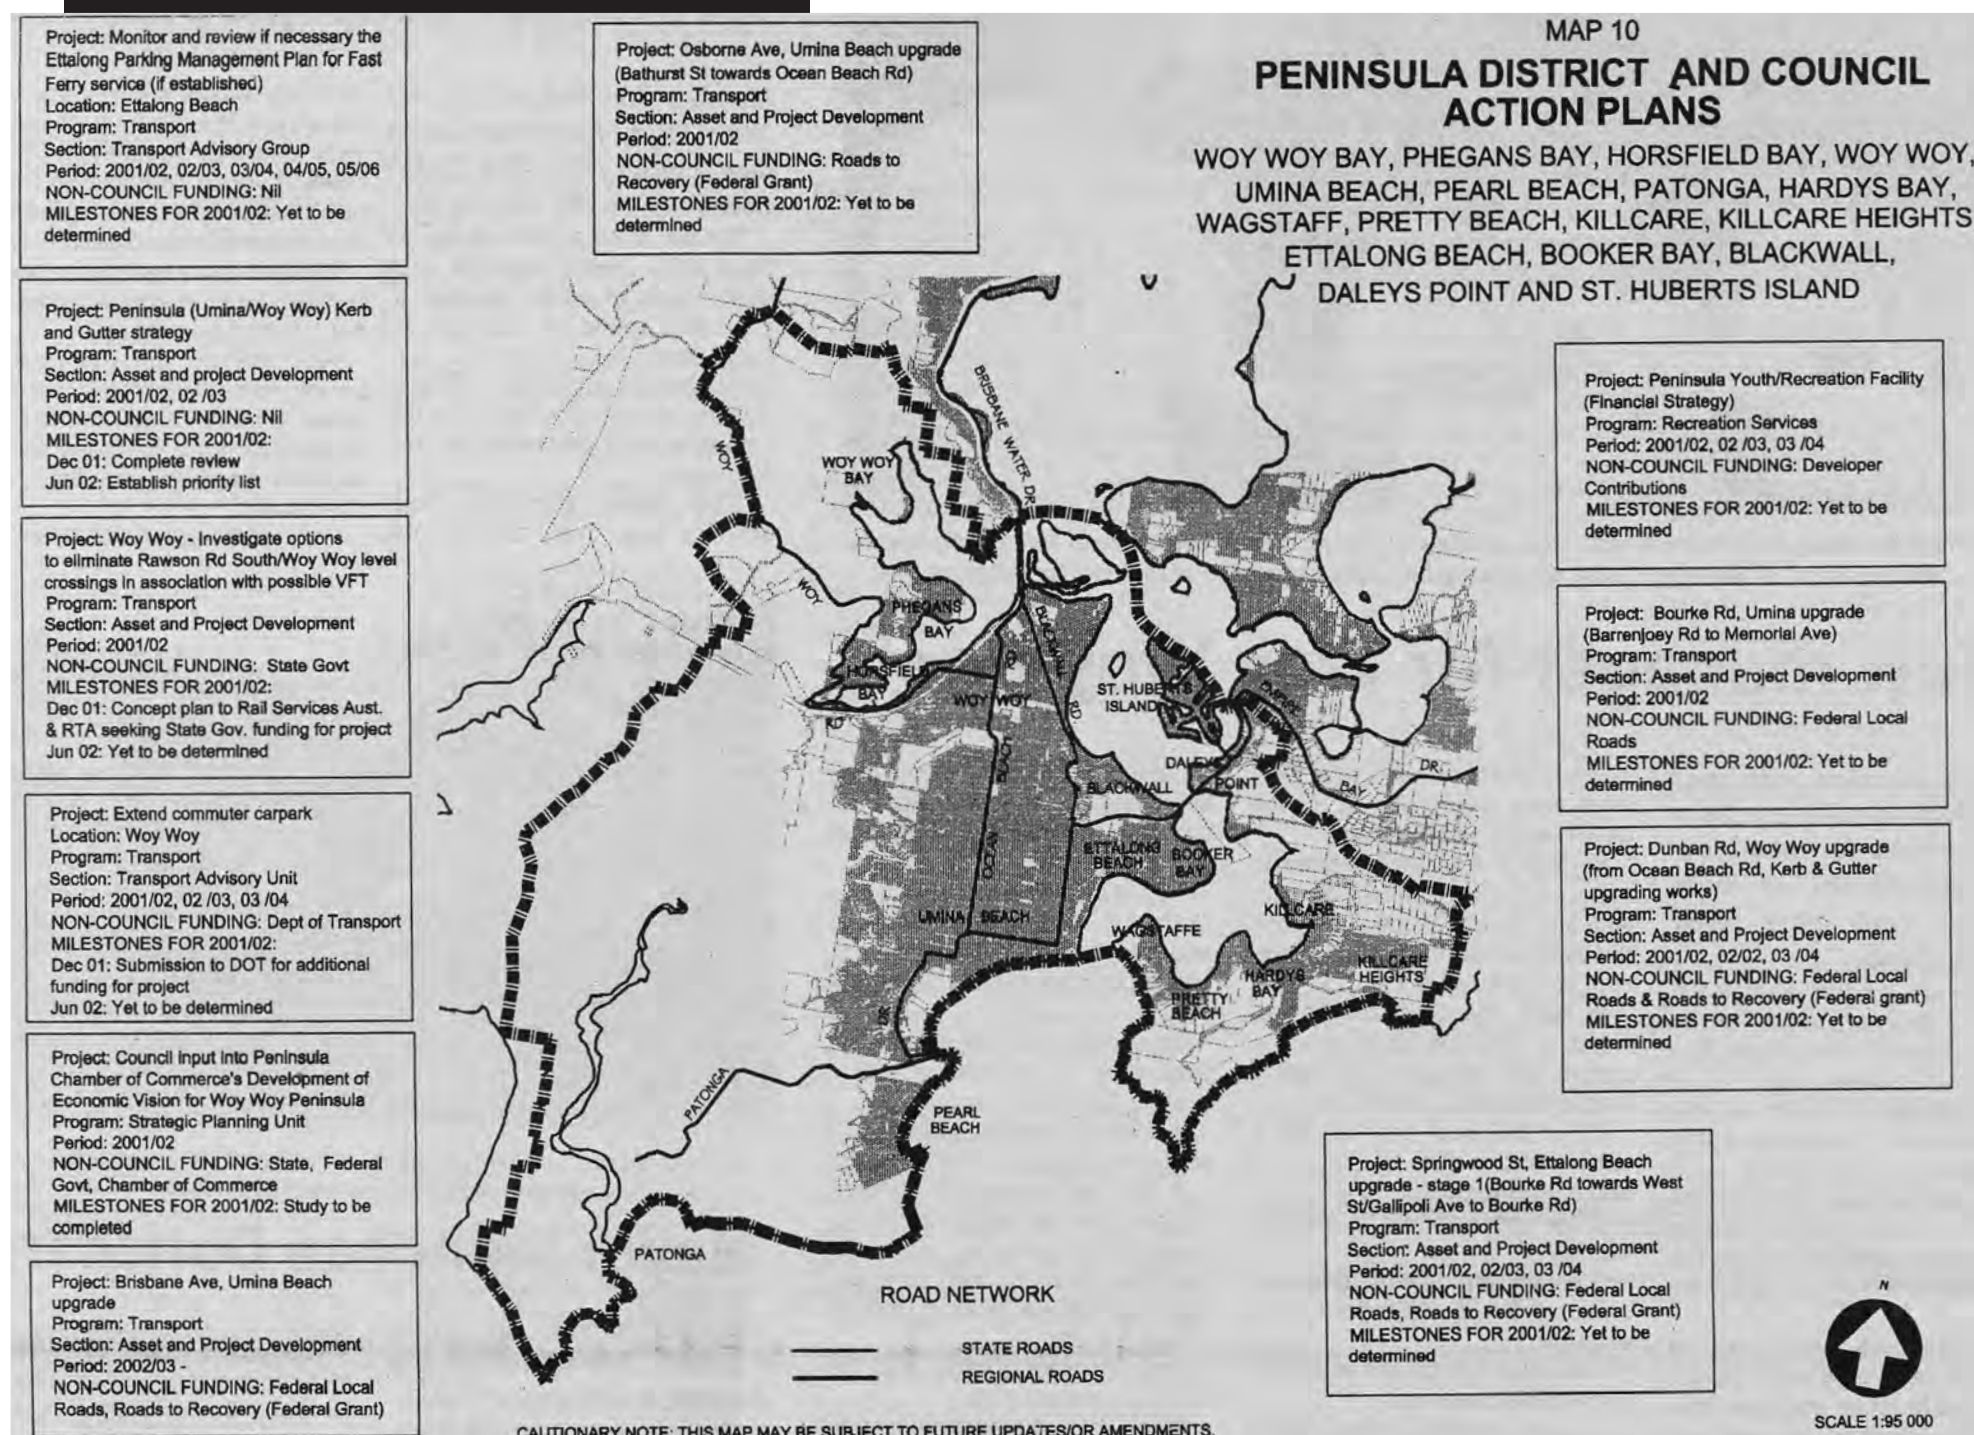 MAP 10
PENINSULA DISTRICT AND COUNCIL
ACTION PLANS
WOY WOY BAY, PHEGANS BAY, HORSFIELD BAY, WOY WOY,
UMINA BEACH, PEARL BEACH, PATONGA, HARDYS BAY,
WAGSTAFF, PRETTY BEACH, KILLCARE, KILLCARE HEIGHTS
ETTALONG BEACH, BOOKER BAY, BLACKWALL,
DALEYS POINT AND ST. HUBERTS ISLAND
Project: Monitor and review if necessary the
Ettalong Parking Management Plan for Fast
Ferry service (if established)
Location: Ettalong Beach
Program: Transport
Section: Transport Advisory Group
Period: 2001/02, 02/03, 03/04, 04/05, 05/06
NON-COUNCIL FUNDING: Nil
MILESTONES FOR 2001/02: Yet to be
determined
Project: Peninsula (Umina/Woy Woy) Kerb
and Gutter strategy
Program: Transport
Section: Asset and project Development
Period: 2001/02, 02 /03
NON-COUNCIL FUNDING: Nil
MILESTONES FOR 2001/02:
Dec 01: Complete review
Jun 02: Establish priority list
Project: Woy Woy - Investigate options
to eliminate Rawson Rd South/Woy Woy level
crossings in association with possible VFT
Program: Transport
Section: Asset and Project Development
Period: 2001/02
NON-COUNCIL FUNDING: State Govt
MILESTONES FOR 2001/02:
Dec 01: Concept plan to Rail Services Aust.
& RTA seeking State Gov. funding for project
Jun 02: Yet to be determined
Project: Extend commuter carpark
Location: Woy Woy
Program: Transport
Section: Transport Advisory Unit
Period: 2001/02, 02 /03, 03 /04
NON-COUNCIL FUNDING: Dept of Transport
MILESTONES FOR 2001/02:
Dec 01: Submission to DOT for additional
funding for project
Jun 02: Yet to be determined
Project: Council input into Peninsula
Chamber of Commerce's Development of
Economic Vision for Woy Woy Peninsula
Program: Strategic Planning Unit
Period: 2001/02
NON-COUNCIL FUNDING: State, Federal
Govt, Chamber of Commerce
MILESTONES FOR 2001/02: Study to be
completed
Project: Brisbane Ave, Umina Beach
upgrade
Program: Transport
Section: Asset and Project Development
Period: 2002/03 -
NON-COUNCIL FUNDING: Federal Local
Roads, Roads to Recovery (Federal Grant)
Project: Osborne Ave, Umina Beach upgrade
(Bathurst St towards Ocean Beach Rd)
Program: Transport
Section: Asset and Project Development
Period: 2001/02
NON-COUNCIL FUNDING: Roads to
Recovery (Federal Grant)
MILESTONES FOR 2001/02: Yet to be
determined
BRISBANE WATER DR
WOY
WOY WOY
BAY
WOY
PHEGANS
BAY
HORSFIELD
BAY
RD
BLACKWALL
RD
RD
WOY WOY
ST. HUBERTS
ISLAND
EMPIRE
BAY
DR.
DALEYS
POINT
BLACKWALL
OCEAN BEACH
ETTALONG
BEACH
BOOKER
BAY
UMINA BEACH
KILLCARE
WAGSTAFFE
KILLCARE
HEIGHTS
HARDYS
BAY
PRETTY
BEACH
DR
PATONGA
PEARL
BEACH
PATONGA
ROAD NETWORK
STATE ROADS
REGIONAL ROADS
CAUTIONARY NOTE: THIS MAP MAY BE SUBJECT TO FUTURE UPDATES/OR AMENDMENTS.
Project: Peninsula Youth/Recreation Facility
(Financial Strategy)
Program: Recreation Services
Period: 2001/02, 02 /03, 03 /04
NON-COUNCIL FUNDING: Developer
Contributions
MILESTONES FOR 2001/02: Yet to be
determined
Project: Bourke Rd, Umina upgrade
(Barrenjoey Rd to Memorial Ave)
Program: Transport
Section: Asset and Project Development
Period: 2001/02
NON-COUNCIL FUNDING: Federal Local
Roads
MILESTONES FOR 2001/02: Yet to be
determined
Project: Dunban Rd, Woy Woy upgrade
(from Ocean Beach Rd, Kerb & Gutter
upgrading works)
Program: Transport
Section: Asset and Project Development
Period: 2001/02, 02/02, 03 /04
NON-COUNCIL FUNDING: Federal Local
Roads & Roads to Recovery (Federal grant)
MILESTONES FOR 2001/02: Yet to be
determined
Project: Springwood St, Ettalong Beach
upgrade - stage 1(Bourke Rd towards West
St/Gallipoli Ave to Bourke Rd)
Program: Transport
Section: Asset and Project Development
Period: 2001/02, 02/03, 03 /04
NON-COUNCIL FUNDING: Federal Local
Roads, Roads to Recovery (Federal Grant)
MILESTONES FOR 2001/02: Yet to be
determined
N
SCALE 1:95 000